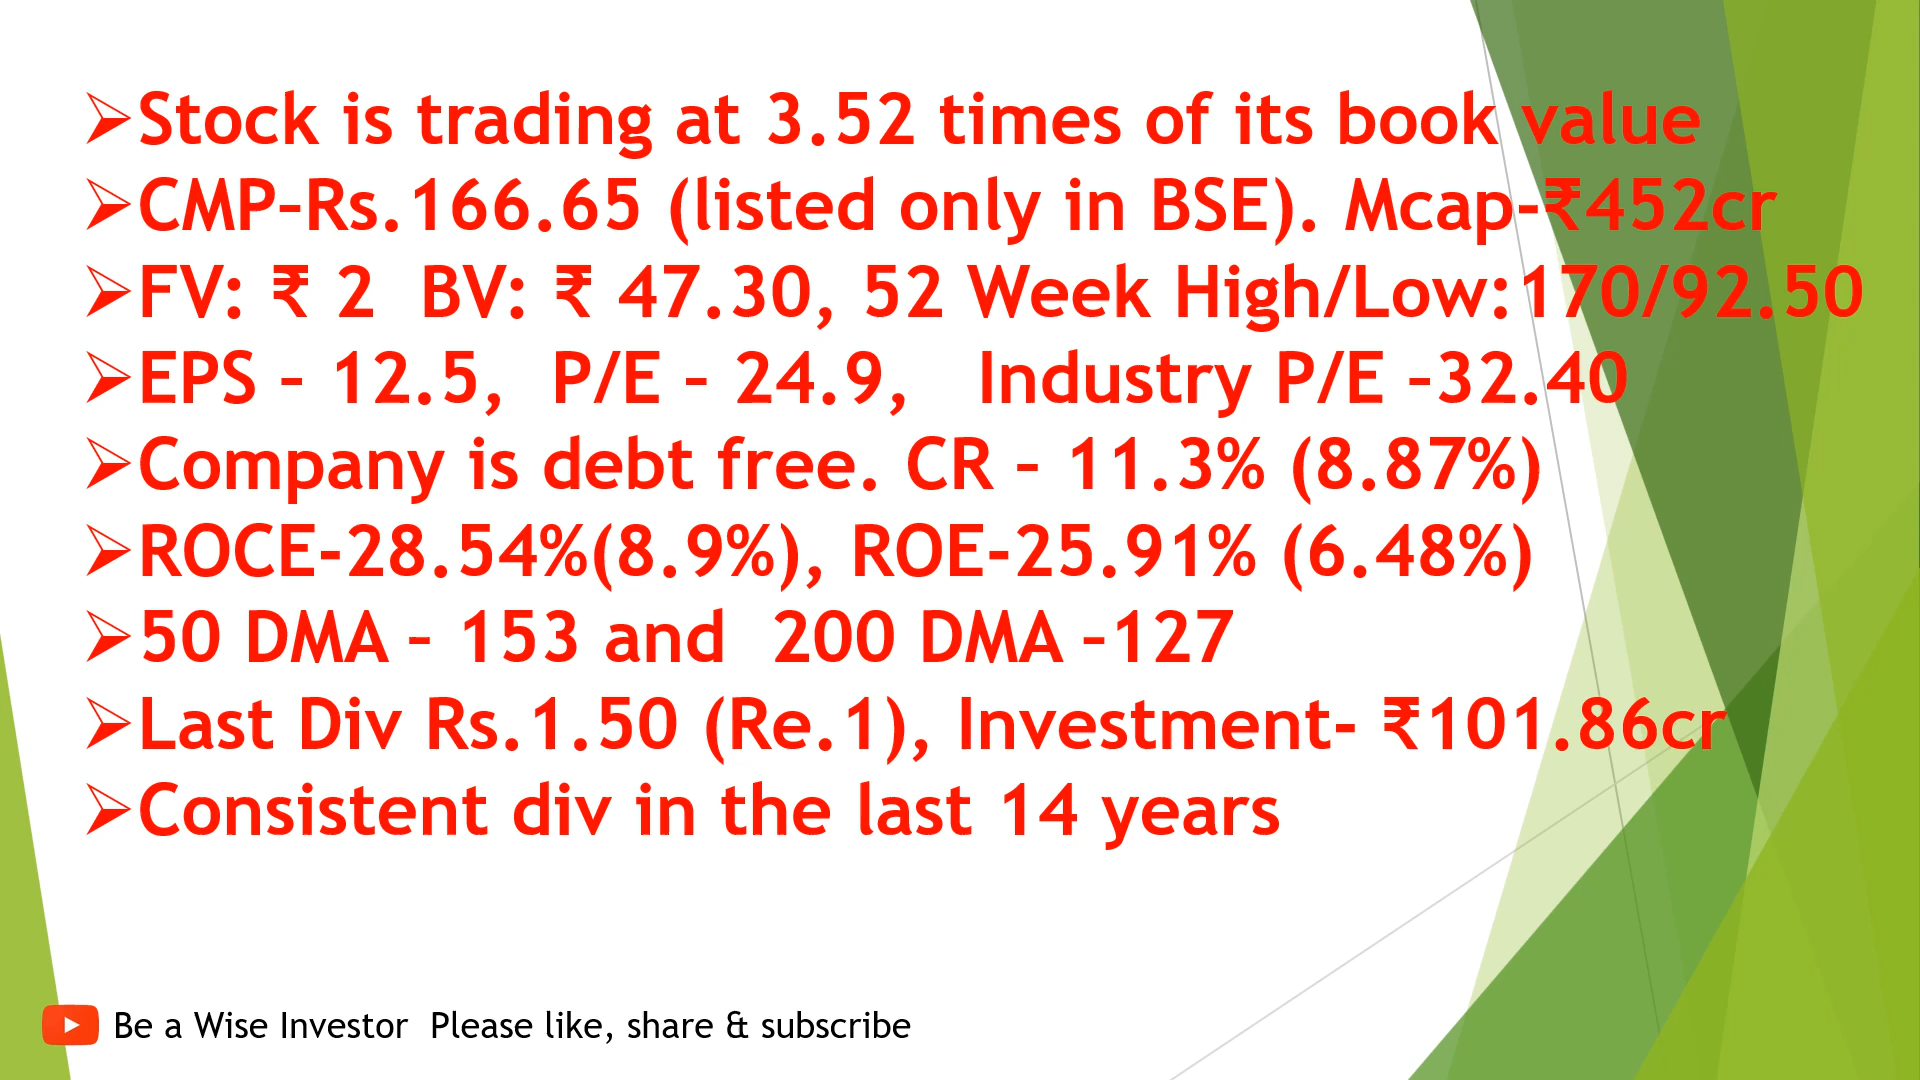 ➢Stock is trading at 3.52 times of its book value
➢CMP–Rs.166.65 (listed only in BSE). Mcap-₹452cr
➢FV: ₹ 2  BV: ₹ 47.30, 52 Week High/Low:170/92.50
➢EPS – 12.5,  P/E – 24.9,   Industry P/E –32.40
➢Company is debt free. CR – 11.3% (8.87%)
➢ROCE-28.54%(8.9%), ROE-25.91% (6.48%)
➢50 DMA – 153 and  200 DMA –127
➢Last Div Rs.1.50 (Re.1), Investment- ₹101.86cr
➢Consistent div in the last 14 years
Be a Wise Investor  Please like, share & subscribe